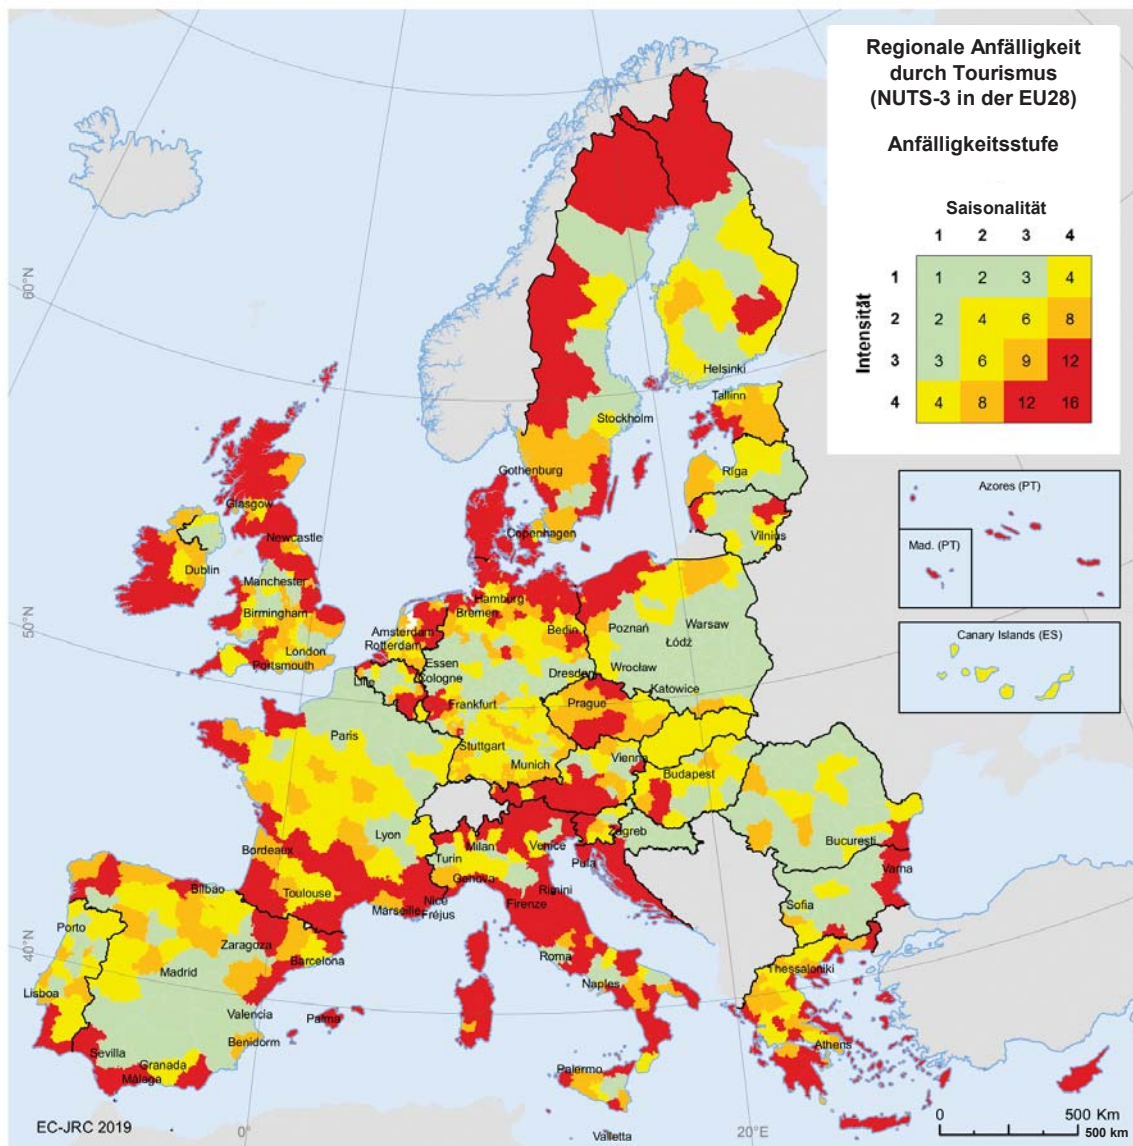 Regionale Anfälligkeit
durch Tourismus
(NUTS-3 in der EU28)
Anfälligkeitsstufe
Saisonalität
1 2 3 4
Intensität
1 1 2 3 4
2 2 4 6 8
3 3 6 9 12
4 4 8 12 16
60°N
50°N
40°N
Helsinki
Tallinn
Stockholm
Gothenburg
Rīga
Glasgow
Newcastle
Copenhagen
Vilnius
Dublin
Manchester
Birmingham
Hamburg
Bremen
Amsterdam
Rotterdam
Berlin
Poznań
Warsaw
Łódź
London
Portsmouth
Essen
Cologne
Lille
Dresden
Wrocław
Katowice
Frankfurt
Prague
Paris
Stuttgart
Munich
Vienna
Budapest
Lyon
Zagreb
Bucureşti
Bordeaux
Milan
Venice
Turin
Pula
Varna
Genova
Rimini
Bilbao
Toulouse
Nice
Marseille
Fréjus
Firenze
Sofia
Porto
Zaragoza
Barcelona
Roma
Madrid
Naples
Thessaloniki
Lisboa
Valencia
Palma
Benidorm
Athens
Sevilla
Granada
Málaga
Palermo
Valletta
Azores (PT)
Mad. (PT)
Canary Islands (ES)
EC-JRC 2019
0°
20°E
0 500 Km
500 km